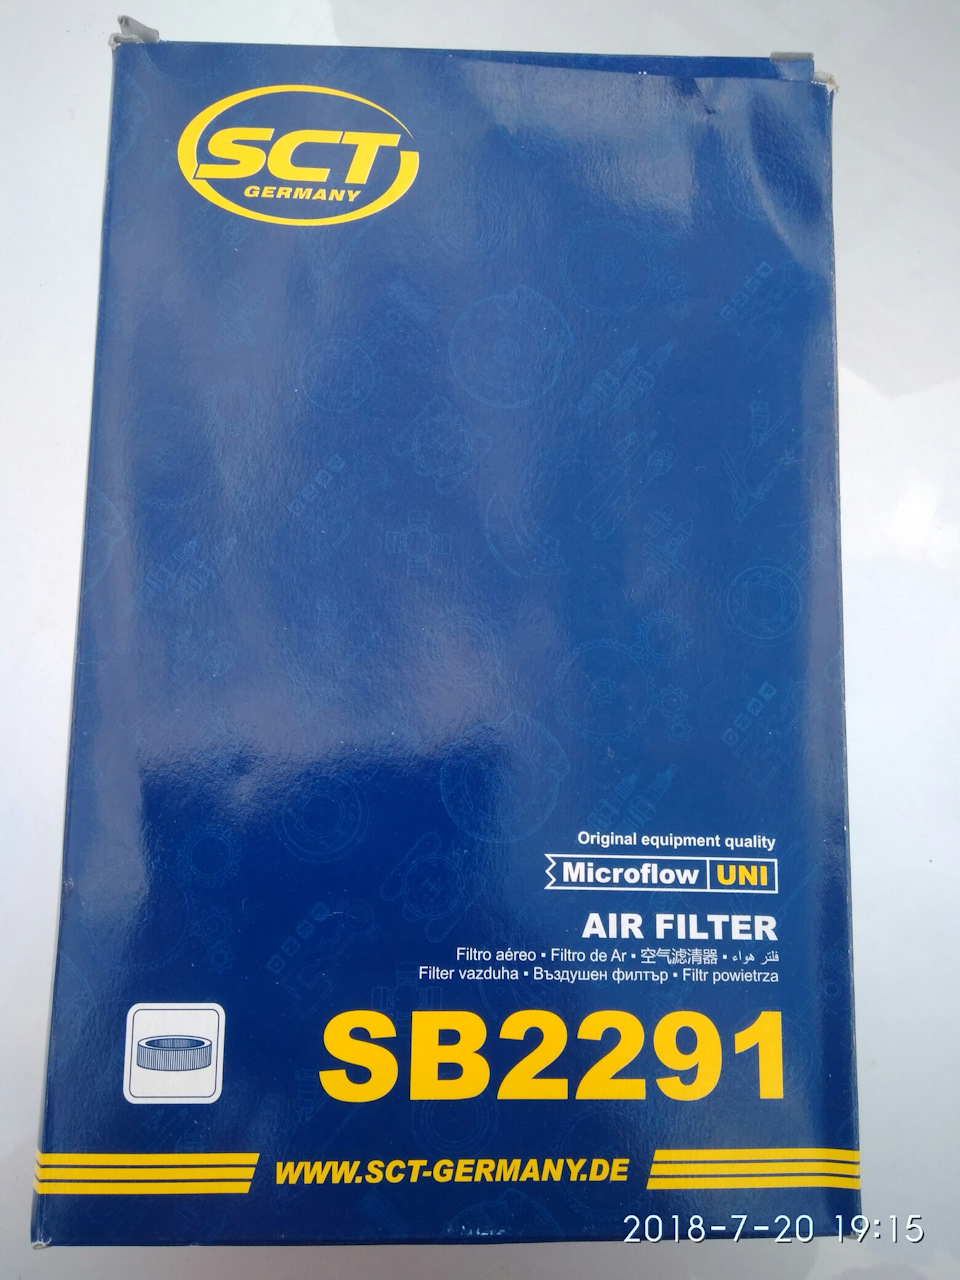 SCT
GERMANY
Original equipment quality
Microflow UNI
AIR FILTER
Filtro aéreo ▪ Filtro de Ar ▪ 空气滤清器 ▪ فلتر هواء
Filter vazduha ▪ Въздушен филтър ▪ Filtr powietrza
SB2291
WWW.SCT-GERMANY.DE
2018-7-20 19:15